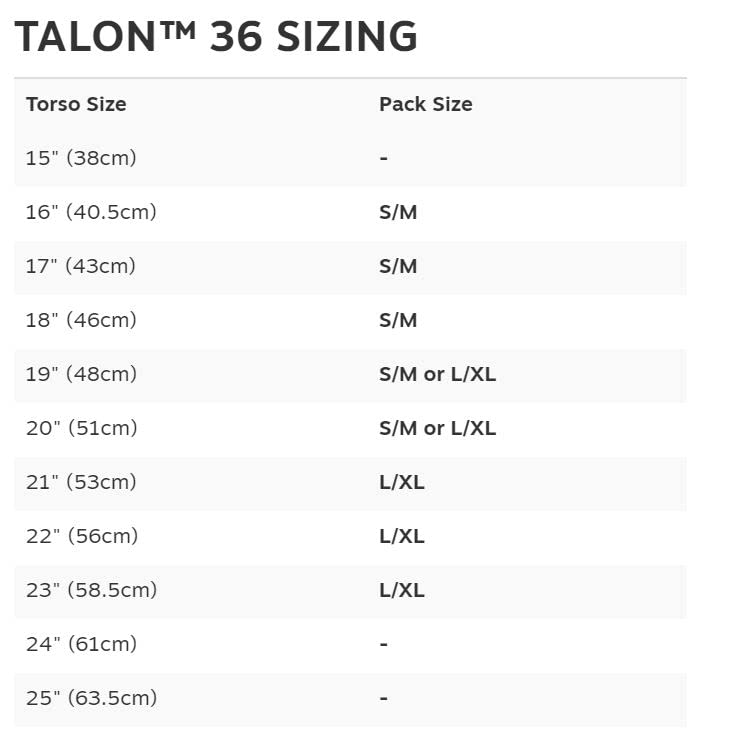 TALON™ 36 SIZING
Torso Size Pack Size
15" (38cm) -
16" (40.5cm) S/M
17" (43cm) S/M
18" (46cm) S/M
19" (48cm) S/M or L/XL
20" (51cm) S/M or L/XL
21" (53cm) L/XL
22" (56cm) L/XL
23" (58.5cm) L/XL
24" (61cm) -
25" (63.5cm) -